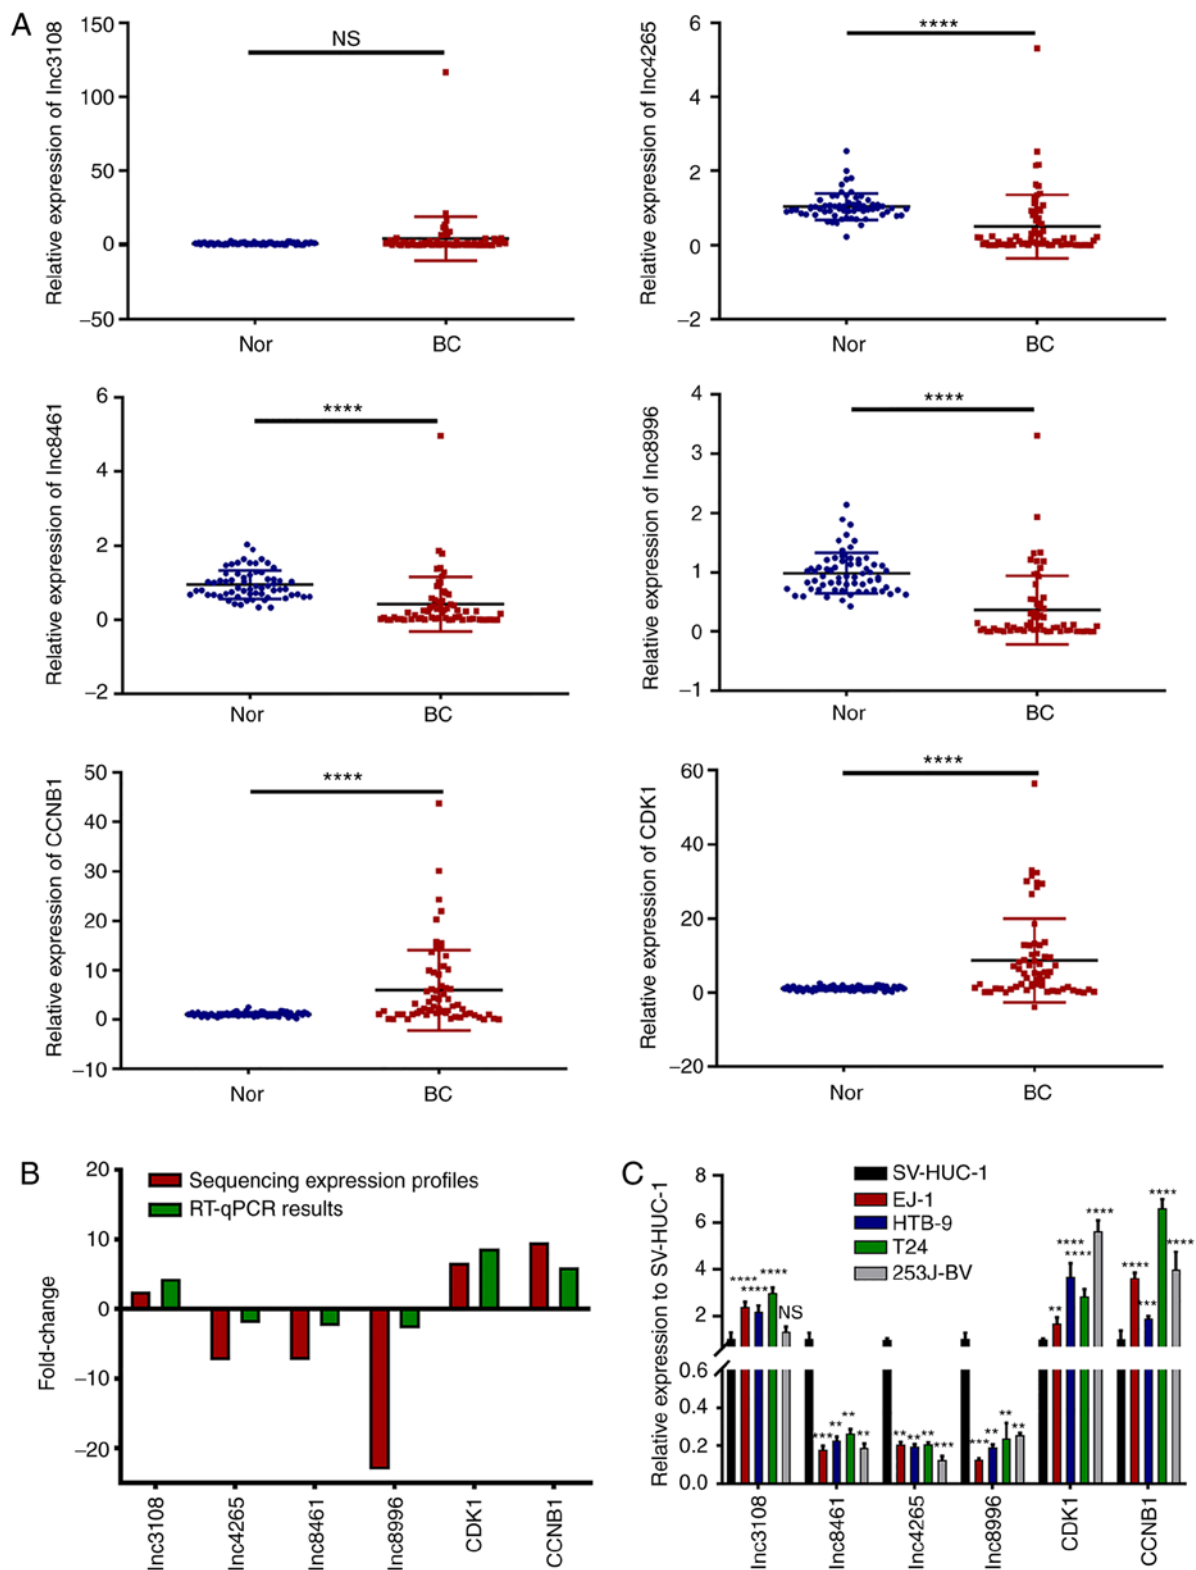 A
Relative expression of lnc3108
150
100
50
0
−50
NS
Nor
BC
Relative expression of lnc4265
6
4
2
0
−2
****
Nor
BC
Relative expression of lnc8461
6
4
2
0
−2
****
Nor
BC
Relative expression of lnc8996
4
3
2
1
0
−1
****
Nor
BC
Relative expression of CCNB1
50
40
30
20
10
0
−10
****
Nor
BC
Relative expression of CDK1
60
40
20
0
−20
****
Nor
BC
B
Fold-change
20
10
0
−10
−20
Sequencing expression profiles
RT-qPCR results
lnc3108
lnc4265
lnc8461
lnc8996
CDK1
CCNB1
C
Relative expression to SV-HUC-1
8
6
4
2
0.6
0.4
0.2
0.0
SV-HUC-1
EJ-1
HTB-9
T24
253J-BV
****
****
****
NS
***
**
**
**
**
**
**
***
***
**
**
**
**
****
****
****
****
***
****
****
lnc3108
lnc8461
lnc4265
lnc8996
CDK1
CCNB1